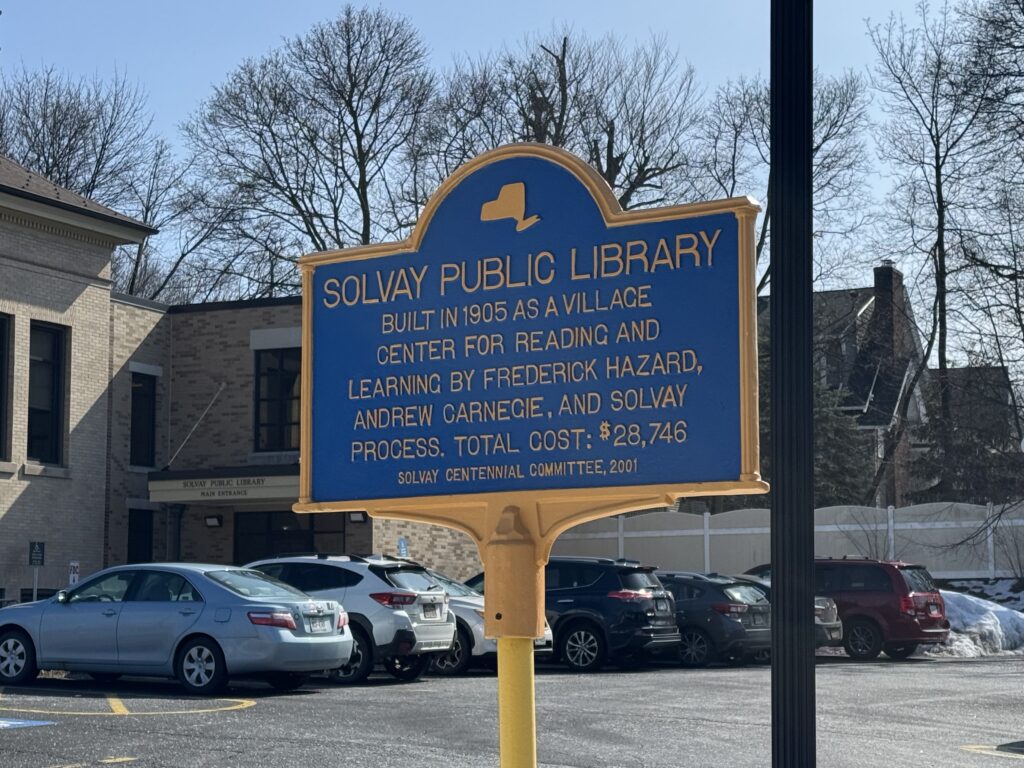 SOLVAY PUBLIC LIBRARY
BUILT IN 1905 AS A VILLAGE
CENTER FOR READING AND
LEARNING BY FREDERICK HAZARD,
ANDREW CARNEGIE, AND SOLVAY
PROCESS. TOTAL COST: $28,746
SOLVAY CENTENNIAL COMMITTEE, 2001
SOLVAY PUBLIC LIBRARY
MAIN ENTRANCE